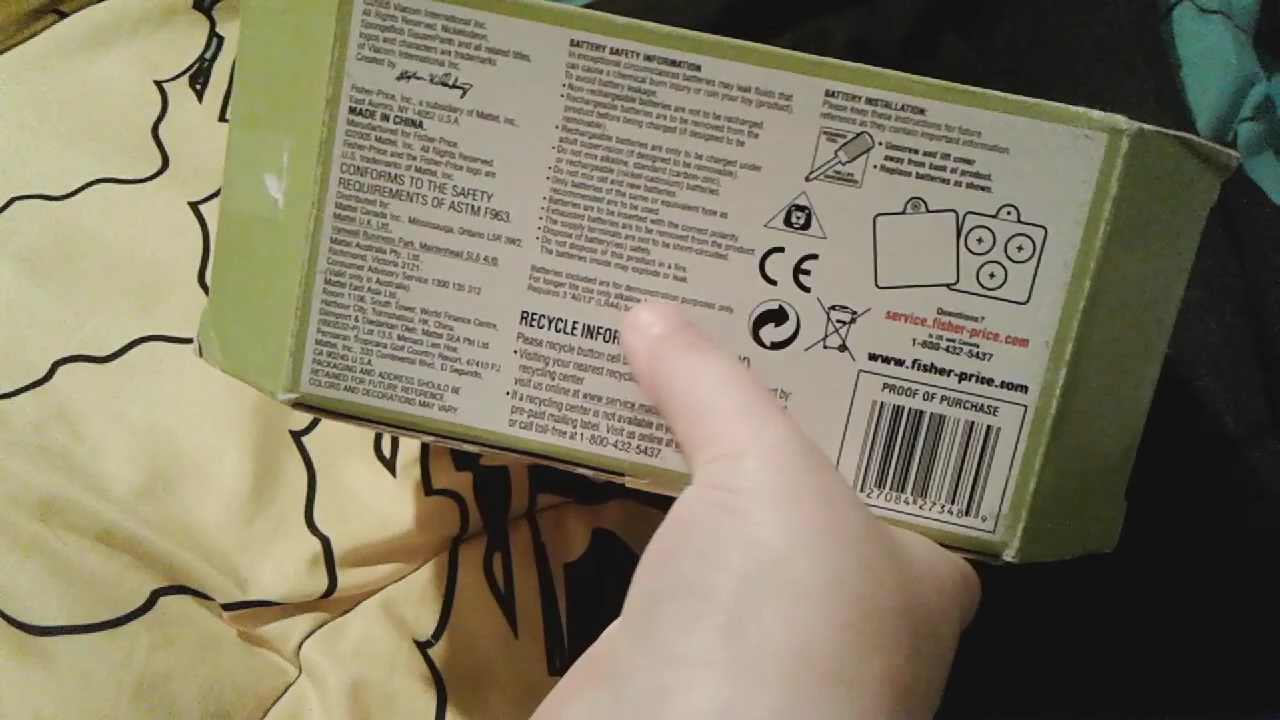 ©2005 Viacom International Inc.
All Rights Reserved. Nickelodeon,
SpongeBob SquarePants and all related titles,
logos and characters are trademarks
of Viacom International Inc.
Created by
Fisher-Price, Inc., a subsidiary of Mattel, Inc.,
East Aurora, NY 14052 U.S.A.
MADE IN CHINA.
Manufactured for Fisher-Price.
©2005 Mattel, Inc. All Rights Reserved.
Fisher-Price and the Fisher-Price logo are
U.S. trademarks of Mattel, Inc.
CONFORMS TO THE SAFETY
REQUIREMENTS OF ASTM F963.
Distributed by:
Mattel Canada Inc., Mississauga, Ontario L5R 3W2.
Mattel U.K. Ltd.
Vanwall Business Park, Maidenhead SL6 4UB.
Mattel Australia Pty., Ltd.,
Richmond, Victoria 3121.
Consumer Advisory Service 1300 135 312
(Valid only in Australia)
Mattel East Asia Ltd.,
Room 1106, South Tower, World Finance Centre,
Harbour City, Tsimshatsui, HK, China.
Diimport & Diedarkan Oleh: Mattel SEA Ptd Ltd
(993532-P) Lot 13.5, Menara Lien Hoe,
Persiaran Tropicana Golf Country Resort, 47410 PJ.
Mattel, Inc., 333 Continental Blvd., El Segundo,
CA 90245 U.S.A.
PACKAGING AND ADDRESS SHOULD BE
RETAINED FOR FUTURE REFERENCE.
COLORS AND DECORATIONS MAY VARY.
BATTERY SAFETY INFORMATION
In exceptional circumstances batteries may leak fluids that
can cause a chemical burn injury or ruin your toy (product).
To avoid battery leakage:
• Non-rechargeable batteries are not to be recharged.
• Rechargeable batteries are to be removed from the
product before being charged (if designed to be
removable).
• Rechargeable batteries are only to be charged under
adult supervision (if designed to be removable).
• Do not mix alkaline, standard (carbon-zinc),
or rechargeable (nickel-cadmium) batteries.
• Do not mix old and new batteries.
• Only batteries of the same or equivalent type as
recommended are to be used.
• Batteries are to be inserted with the correct polarity.
• Exhausted batteries are to be removed from the product.
• The supply terminals are not to be short-circuited.
• Dispose of battery(ies) safely.
• Do not dispose of this product in a fire.
The batteries inside may explode or leak.
Batteries included are for demonstration purposes only.
For longer life use only alkaline
Requires 3 "AG13" (LR44)
RECYCLE INFOR
Please recycle button cell
• Visiting your nearest
recycling center
visit us online at www.service.
• If a recycling center is not available in
pre-paid mailing label. Visit us online at
or call toll-free at 1-800-432-5437.
by:
BATTERY INSTALLATION:
Please keep these instructions for future
reference as they contain important information.
• Unscrew and lift cover
away from back of product.
• Replace batteries as shown.
CE
Questions?
service.fisher-price.com
In US and Canada
1-800-432-5437
www.fisher-price.com
PROOF OF PURCHASE
27084 27348 9